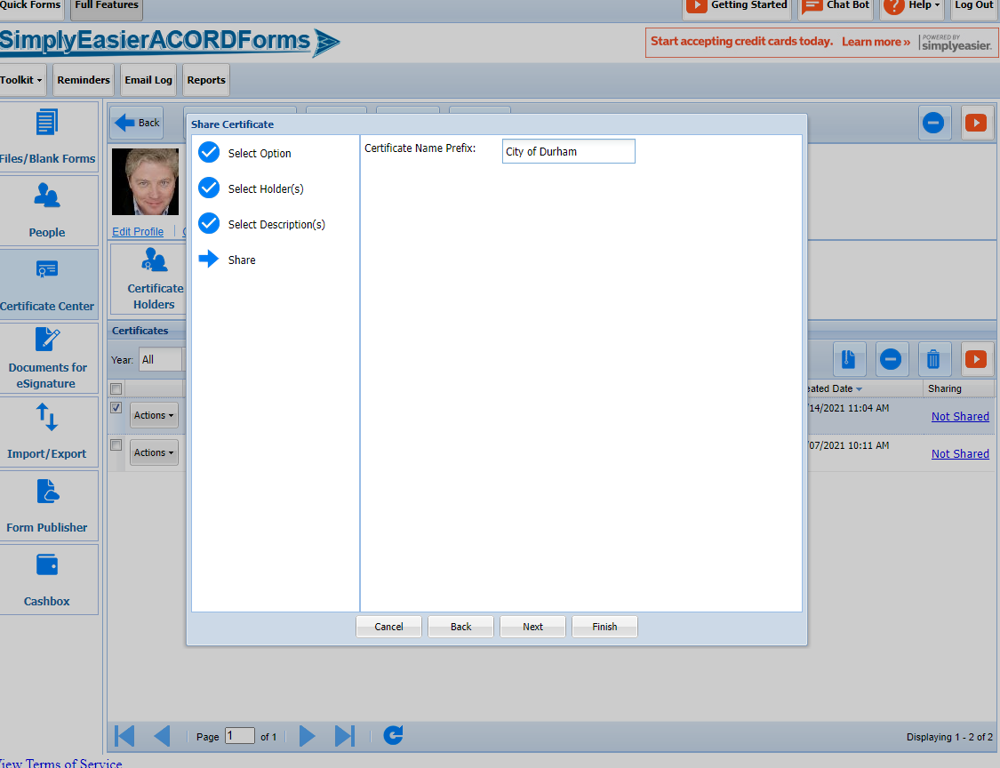 Quick Forms
Full Features
Getting Started
Chat Bot
Help
Log Out
SimplyEasierACORDForms
Start accepting credit cards today. Learn more »
POWERED BY
simplyeasier.
Toolkit
Reminders
Email Log
Reports
Files/Blank Forms
People
Certificate Center
Documents for
eSignature
Import/Export
Form Publisher
Cashbox
Back
Edit Profile
Certificate
Holders
Certificates
Year: All
Actions
Actions
Share Certificate
Select Option
Select Holder(s)
Select Description(s)
Share
Certificate Name Prefix: City of Durham
Cancel
Back
Next
Finish
eated Date
Sharing
/14/2021 11:04 AM
Not Shared
/07/2021 10:11 AM
Not Shared
Page 1 of 1
Displaying 1 - 2 of 2
View Terms of Service